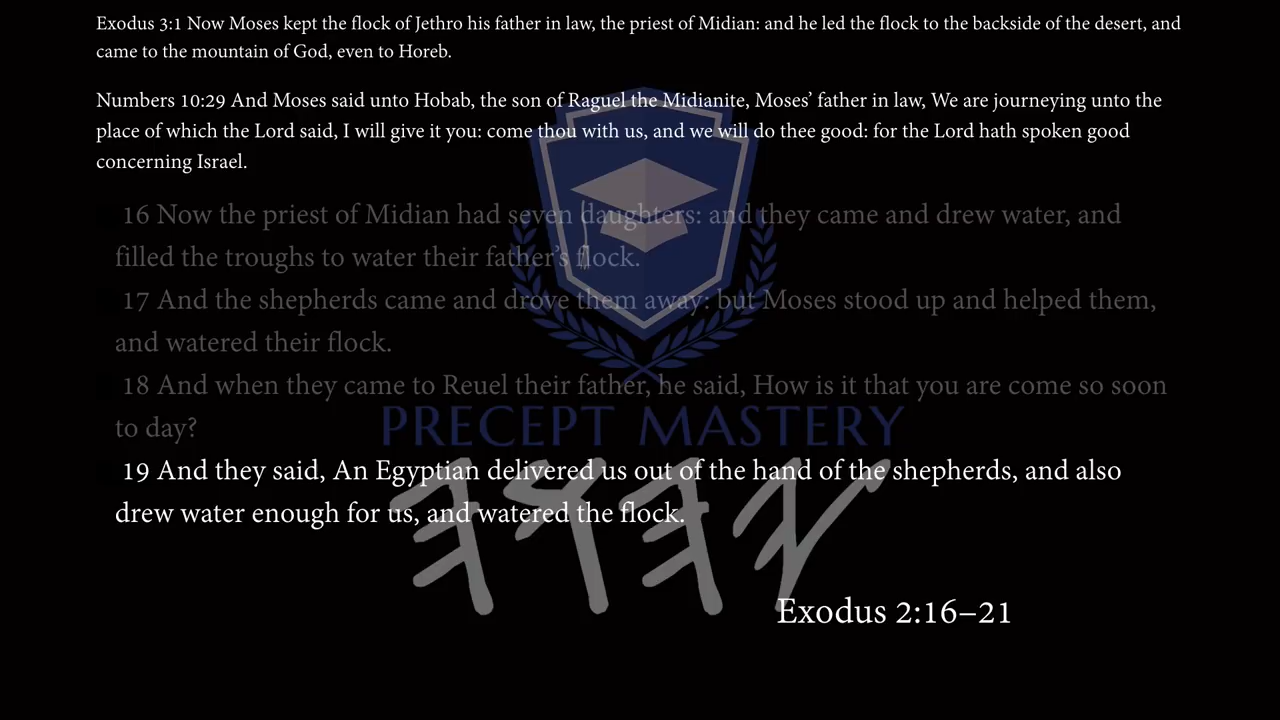 Exodus 3:1 Now Moses kept the flock of Jethro his father in law, the priest of Midian: and he led the flock to the backside of the desert, and
came to the mountain of God, even to Horeb.
Numbers 10:29 And Moses said unto Hobab, the son of Raguel the Midianite, Moses’ father in law, We are journeying unto the
place of which the Lord said, I will give it you: come thou with us, and we will do thee good: for the Lord hath spoken good
concerning Israel.
16 Now the priest of Midian had seven daughters: and they came and drew water, and
filled the troughs to water their father’s flock.
17 And the shepherds came and drove them away: but Moses stood up and helped them,
and watered their flock.
18 And when they came to Reuel their father, he said, How is it that you are come so soon
to day?
PRECEPT MASTERY
19 And they said, An Egyptian delivered us out of the hand of the shepherds, and also
drew water enough for us, and watered the flock.
𐤉𐤄𐤅𐤄
Exodus 2:16–21